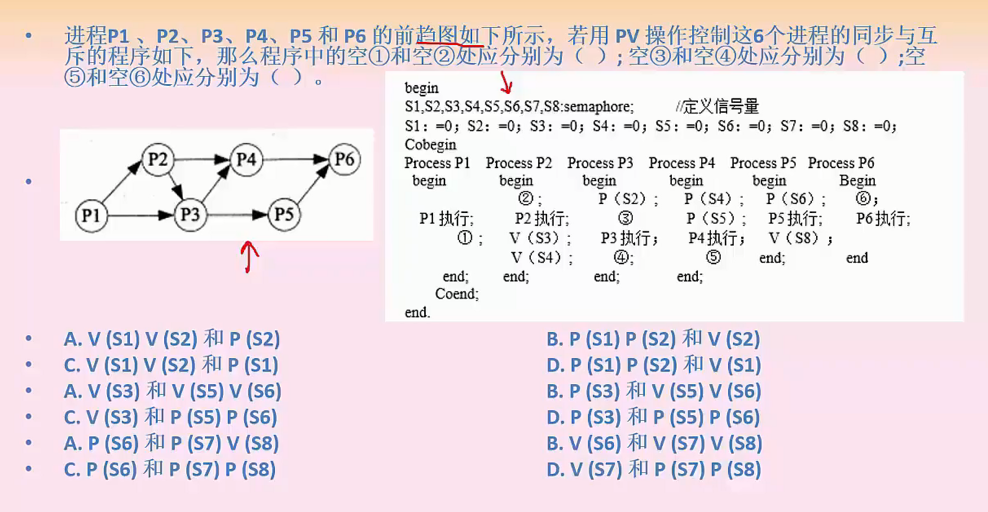 • 进程P1 、P2、P3、P4、P5 和 P6 的前趋图如下所示，若用 PV 操作控制这6个进程的同步与互
斥的程序如下，那么程序中的空①和空②处应分别为（ ）；空③和空④处应分别为（ ）;空
⑤和空⑥处应分别为（ ）。
begin
S1,S2,S3,S4,S5,S6,S7,S8:semaphore; //定义信号量
S1：=0；S2：=0；S3：=0；S4：=0；S5：=0；S6：=0；S7：=0；S8：=0；
Cobegin
Process P1 Process P2 Process P3 Process P4 Process P5 Process P6
begin begin begin begin begin Begin
②； P（S2）； P（S4）； P（S6）； ⑥；
P1 执行； P2 执行； ③ P（S5）； P5 执行； P6 执行；
①； V（S3）； P3 执行； P4 执行； V（S8）；
V（S4）； ④； ⑤ end; end
end; end; end; end;
Coend;
end.
P2 P4 P6
P1 P3 P5
• A. V (S1) V (S2) 和 P (S2) B. P (S1) P (S2) 和 V (S2)
• C. V (S1) V (S2) 和 P (S1) D. P (S1) P (S2) 和 V (S1)
• A. V (S3) 和 V (S5) V (S6) B. P (S3) 和 V (S5) V (S6)
• C. V (S3) 和 P (S5) P (S6) D. P (S3) 和 P (S5) P (S6)
• A. P (S6) 和 P (S7) V (S8) B. V (S6) 和 V (S7) V (S8)
• C. P (S6) 和 P (S7) P (S8) D. V (S7) 和 P (S7) P (S8)